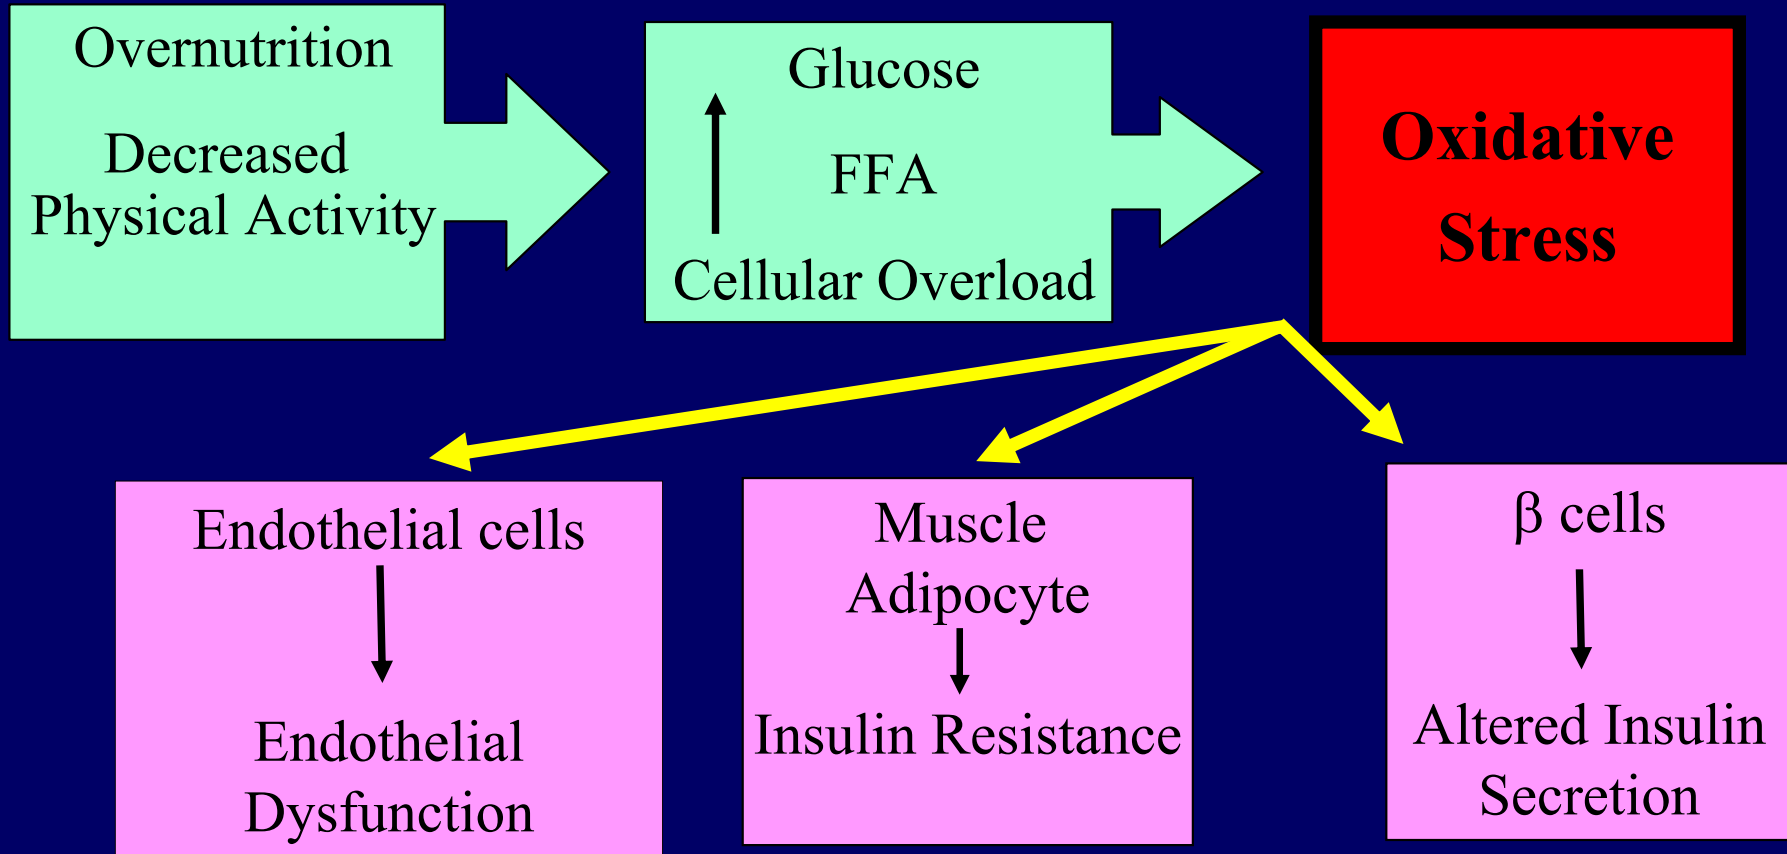 Overnutrition
Decreased
Physical Activity
Glucose
FFA
Cellular Overload
Oxidative
Stress
Endothelial cells
Endothelial
Dysfunction
Muscle
Adipocyte
Insulin Resistance
β cells
Altered Insulin
Secretion